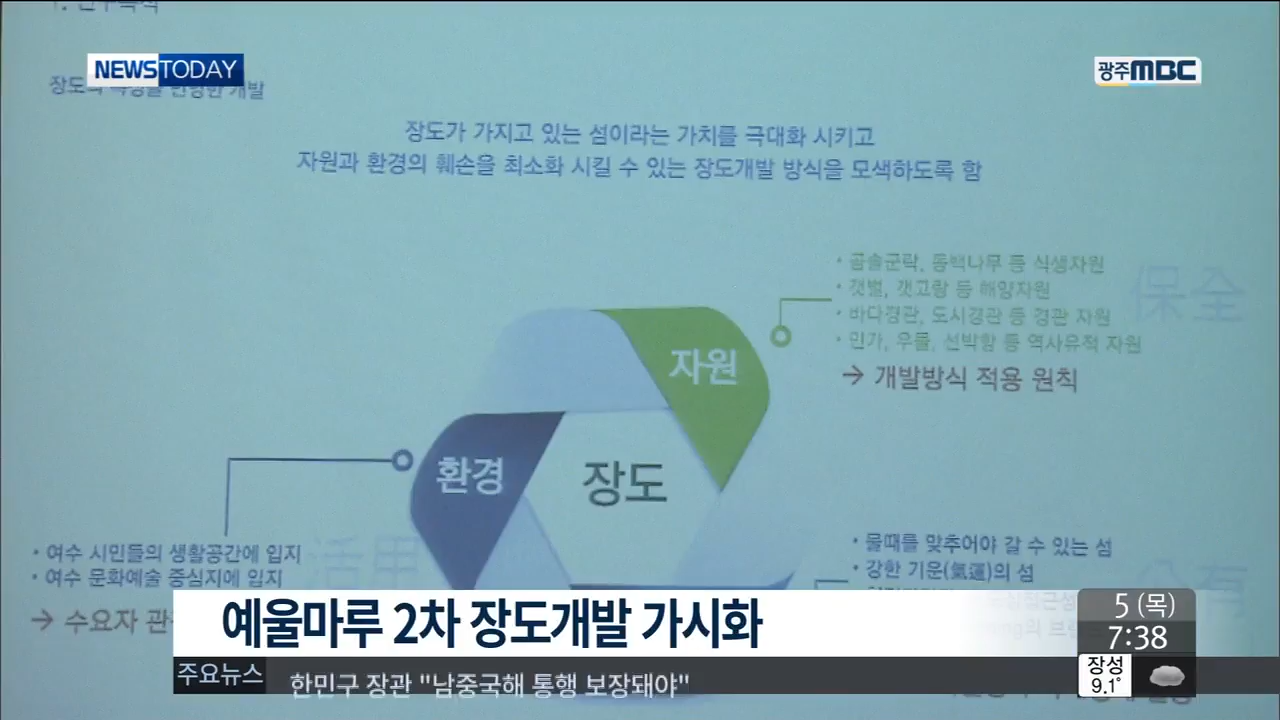 NEWSTODAY
광주MBC
개발
장도가 가지고 있는 섬이라는 가치를 극대화 시키고
자원과 환경의 훼손을 최소화 시킬 수 있는 장도개발 방식을 모색하도록 함
• 곰솔군락, 동백나무 등 식생자원
• 갯벌, 갯고랑 등 해양자원
• 바다경관, 도시경관 등 경관 자원
• 민가, 우물, 선박항 등 역사유적 자원
→ 개발방식 적용 원칙
保全
자원
환경
장도
• 여수 시민들의 생활공간에 입지
• 여수 문화예술 중심지에 입지
→ 수요자
活用
• 물때를 맞추어야 갈 수 있는 섬
• 강한 기운(氣運)의 섬
예울마루 2차 장도개발 가시화
5 (목)
7:38
주요뉴스
한민구 장관 "남중국해 통행 보장돼야"
장성
9.1°